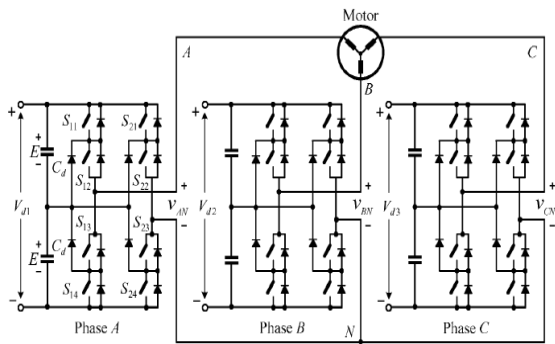 Motor
A
C
B
+
+
+
S11
S21
+
E
−
Cd
S12
S22
+
+
+
Vd1
vAN
Vd2
vBN
Vd3
vCN
S13
S23
−
−
−
+
E
−
Cd
S14
S24
−
−
−
Phase A
Phase B
N
Phase C